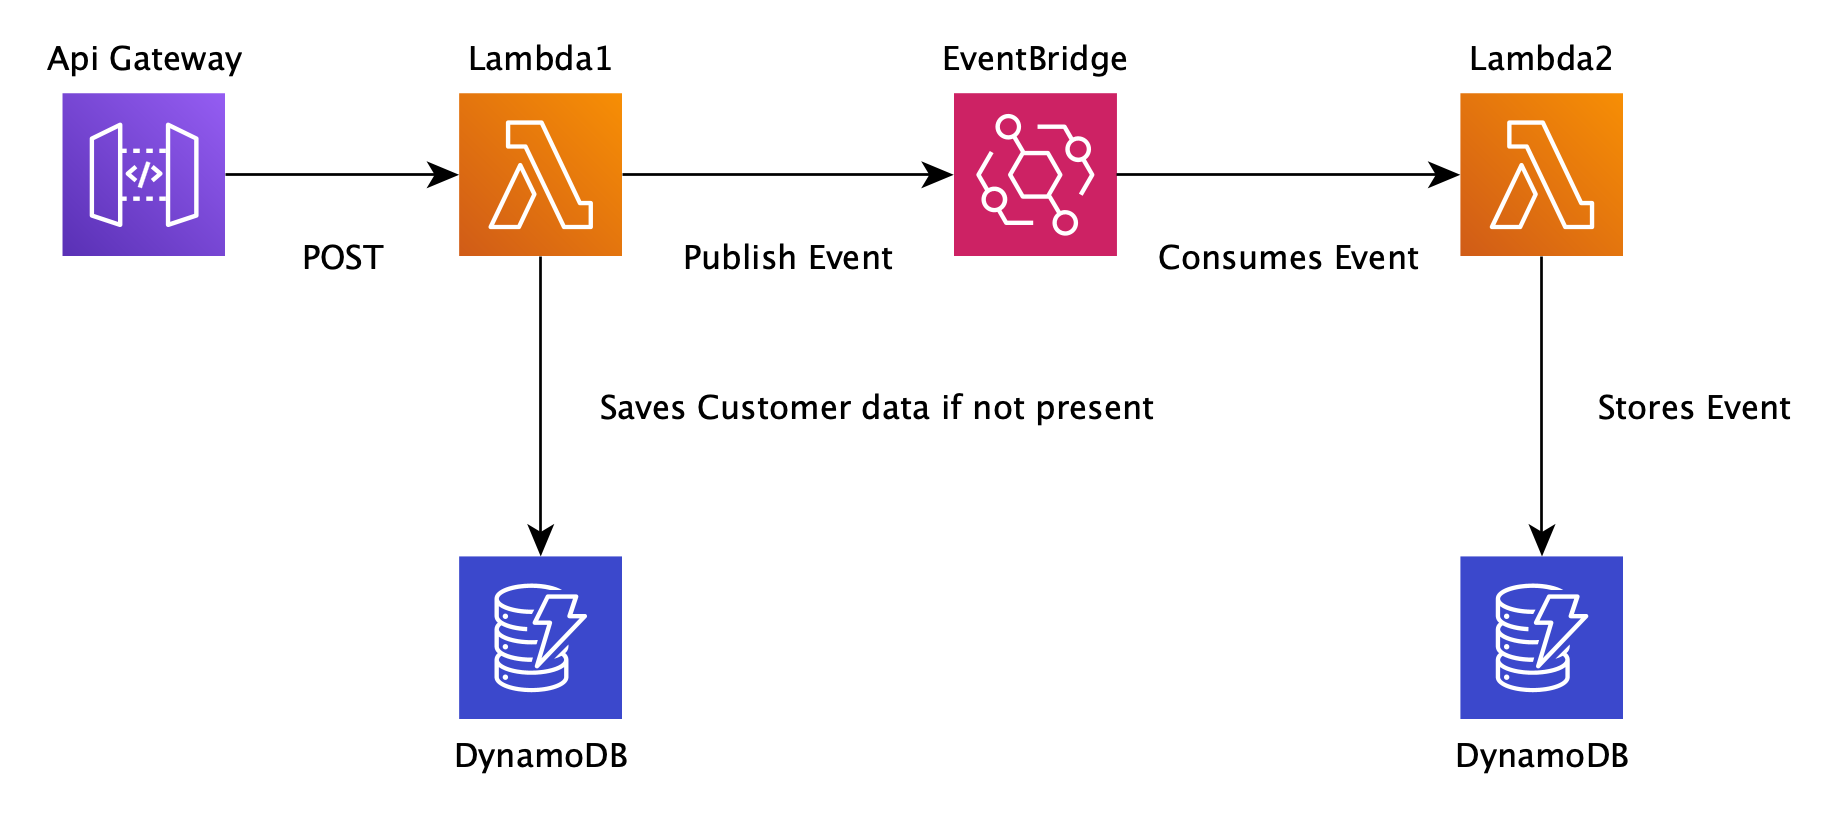 Api Gateway
Lambda1
EventBridge
Lambda2
</>
POST
Publish Event
Consumes Event
Saves Customer data if not present
Stores Event
DynamoDB
DynamoDB